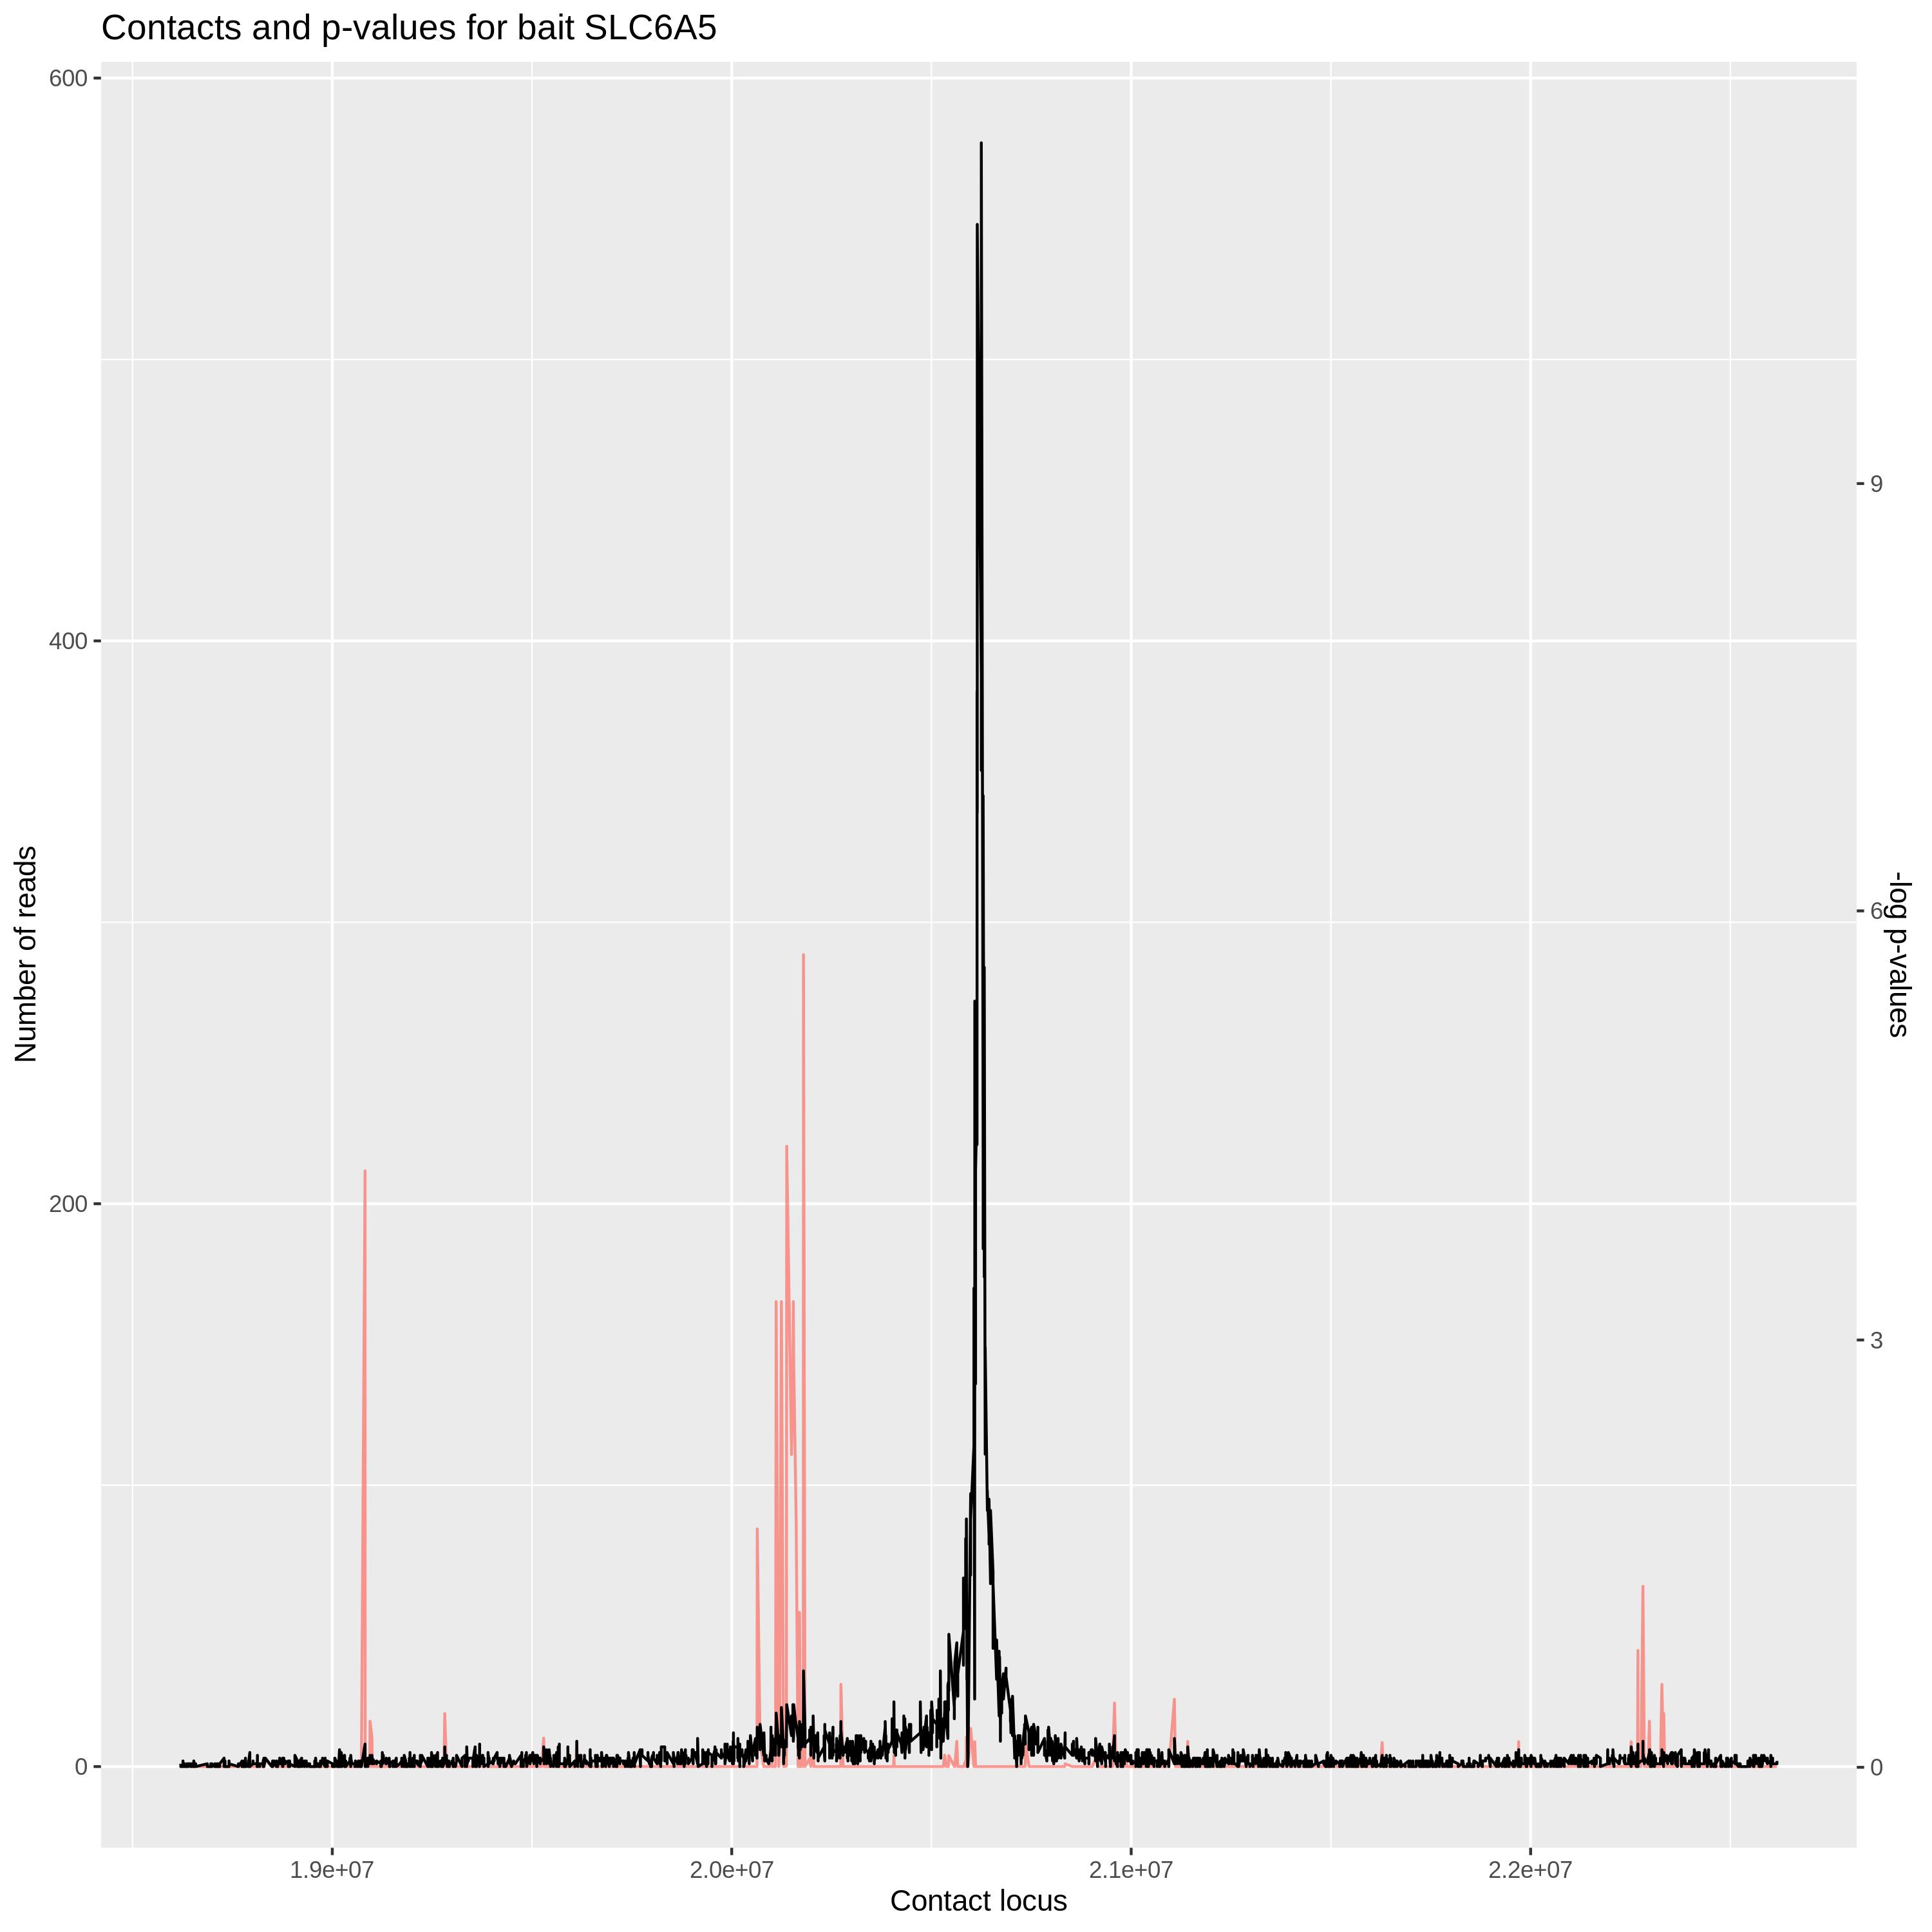 Contacts and p-values for bait SLC6A5
600
400
200
0
Number of reads
9
6
3
0
-log p-values
1.9e+07
2.0e+07
2.1e+07
2.2e+07
Contact locus